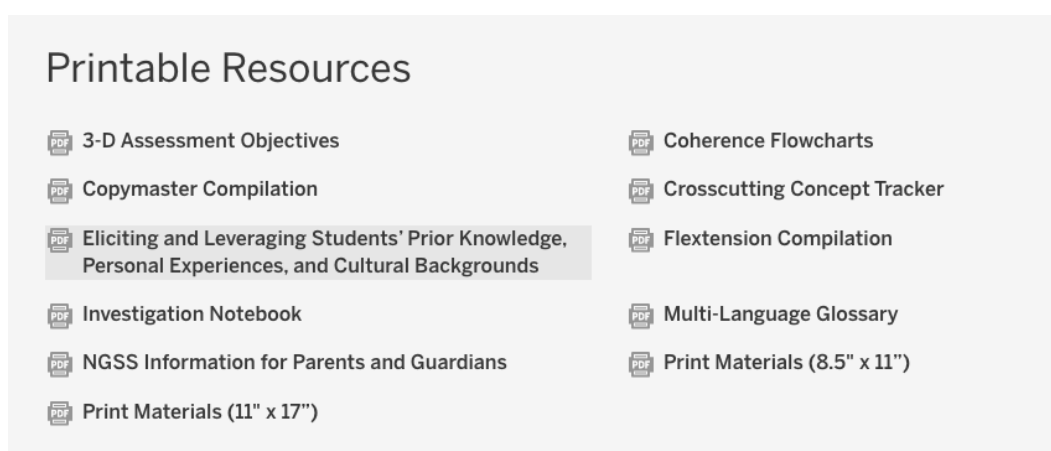 Printable Resources
PDF 3-D Assessment Objectives
PDF Coherence Flowcharts
PDF Copymaster Compilation
PDF Crosscutting Concept Tracker
PDF Eliciting and Leveraging Students’ Prior Knowledge,
Personal Experiences, and Cultural Backgrounds
PDF Flextension Compilation
PDF Investigation Notebook
PDF Multi-Language Glossary
PDF NGSS Information for Parents and Guardians
PDF Print Materials (8.5" x 11”)
PDF Print Materials (11" x 17”)